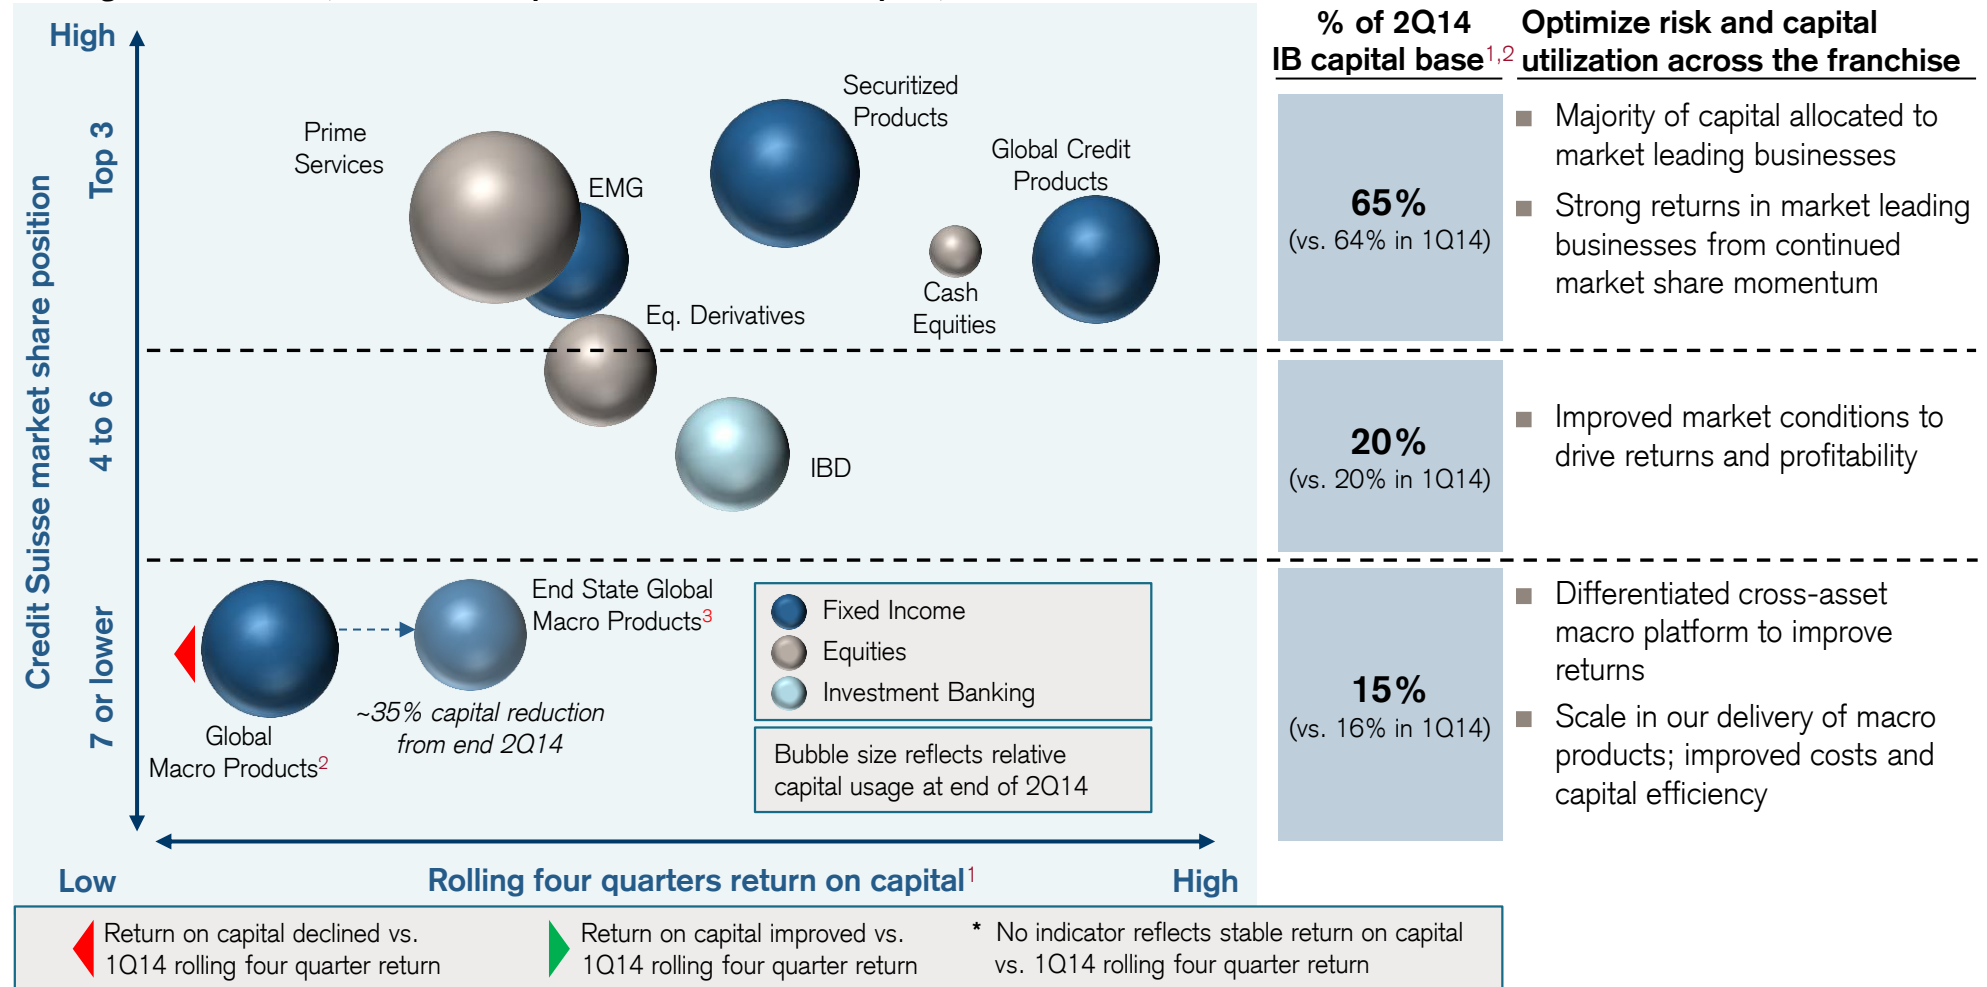 High
% of 2Q14
IB capital base1,2
Optimize risk and capital
utilization across the franchise
Credit Suisse market share position
Top 3
4 to 6
7 or lower
Prime
Services
EMG
Securitized
Products
Global Credit
Products
Cash
Equities
Eq. Derivatives
IBD
65%
(vs. 64% in 1Q14)
■ Majority of capital allocated to
market leading businesses
■ Strong returns in market leading
businesses from continued
market share momentum
20%
(vs. 20% in 1Q14)
■ Improved market conditions to
drive returns and profitability
End State Global
Macro Products3
~35% capital reduction
from end 2Q14
Global
Macro Products2
Fixed Income
Equities
Investment Banking
Bubble size reflects relative
capital usage at end of 2Q14
15%
(vs. 16% in 1Q14)
■ Differentiated cross-asset
macro platform to improve
returns
■ Scale in our delivery of macro
products; improved costs and
capital efficiency
Low
Rolling four quarters return on capital1
High
Return on capital declined vs.
1Q14 rolling four quarter return
Return on capital improved vs.
1Q14 rolling four quarter return
* No indicator reflects stable return on capital
vs. 1Q14 rolling four quarter return